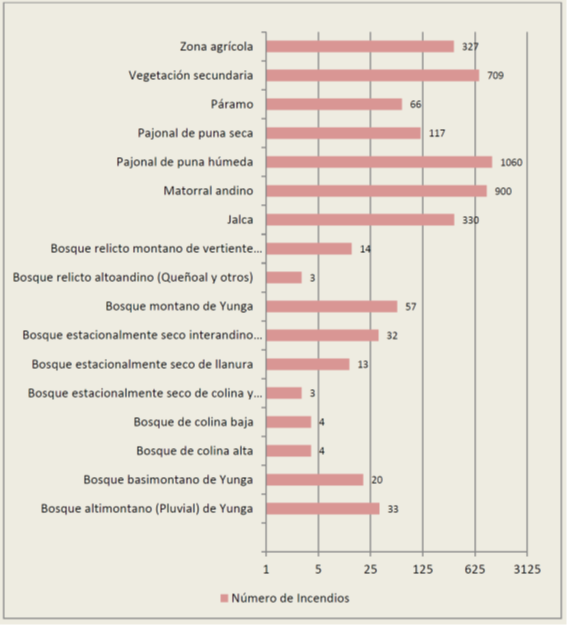 Zona agrícola 327
Vegetación secundaria 709
Páramo 66
Pajonal de puna seca 117
Pajonal de puna húmeda 1060
Matorral andino 900
Jalca 330
Bosque relicto montano de vertiente... 14
Bosque relicto altoandino (Queñoal y otros) 3
Bosque montano de Yunga 57
Bosque estacionalmente seco interandino... 32
Bosque estacionalmente seco de llanura 13
Bosque estacionalmente seco de colina y... 3
Bosque de colina baja 4
Bosque de colina alta 4
Bosque basimontano de Yunga 20
Bosque altimontano (Pluvial) de Yunga 33
1 5 25 125 625 3125
Número de Incendios